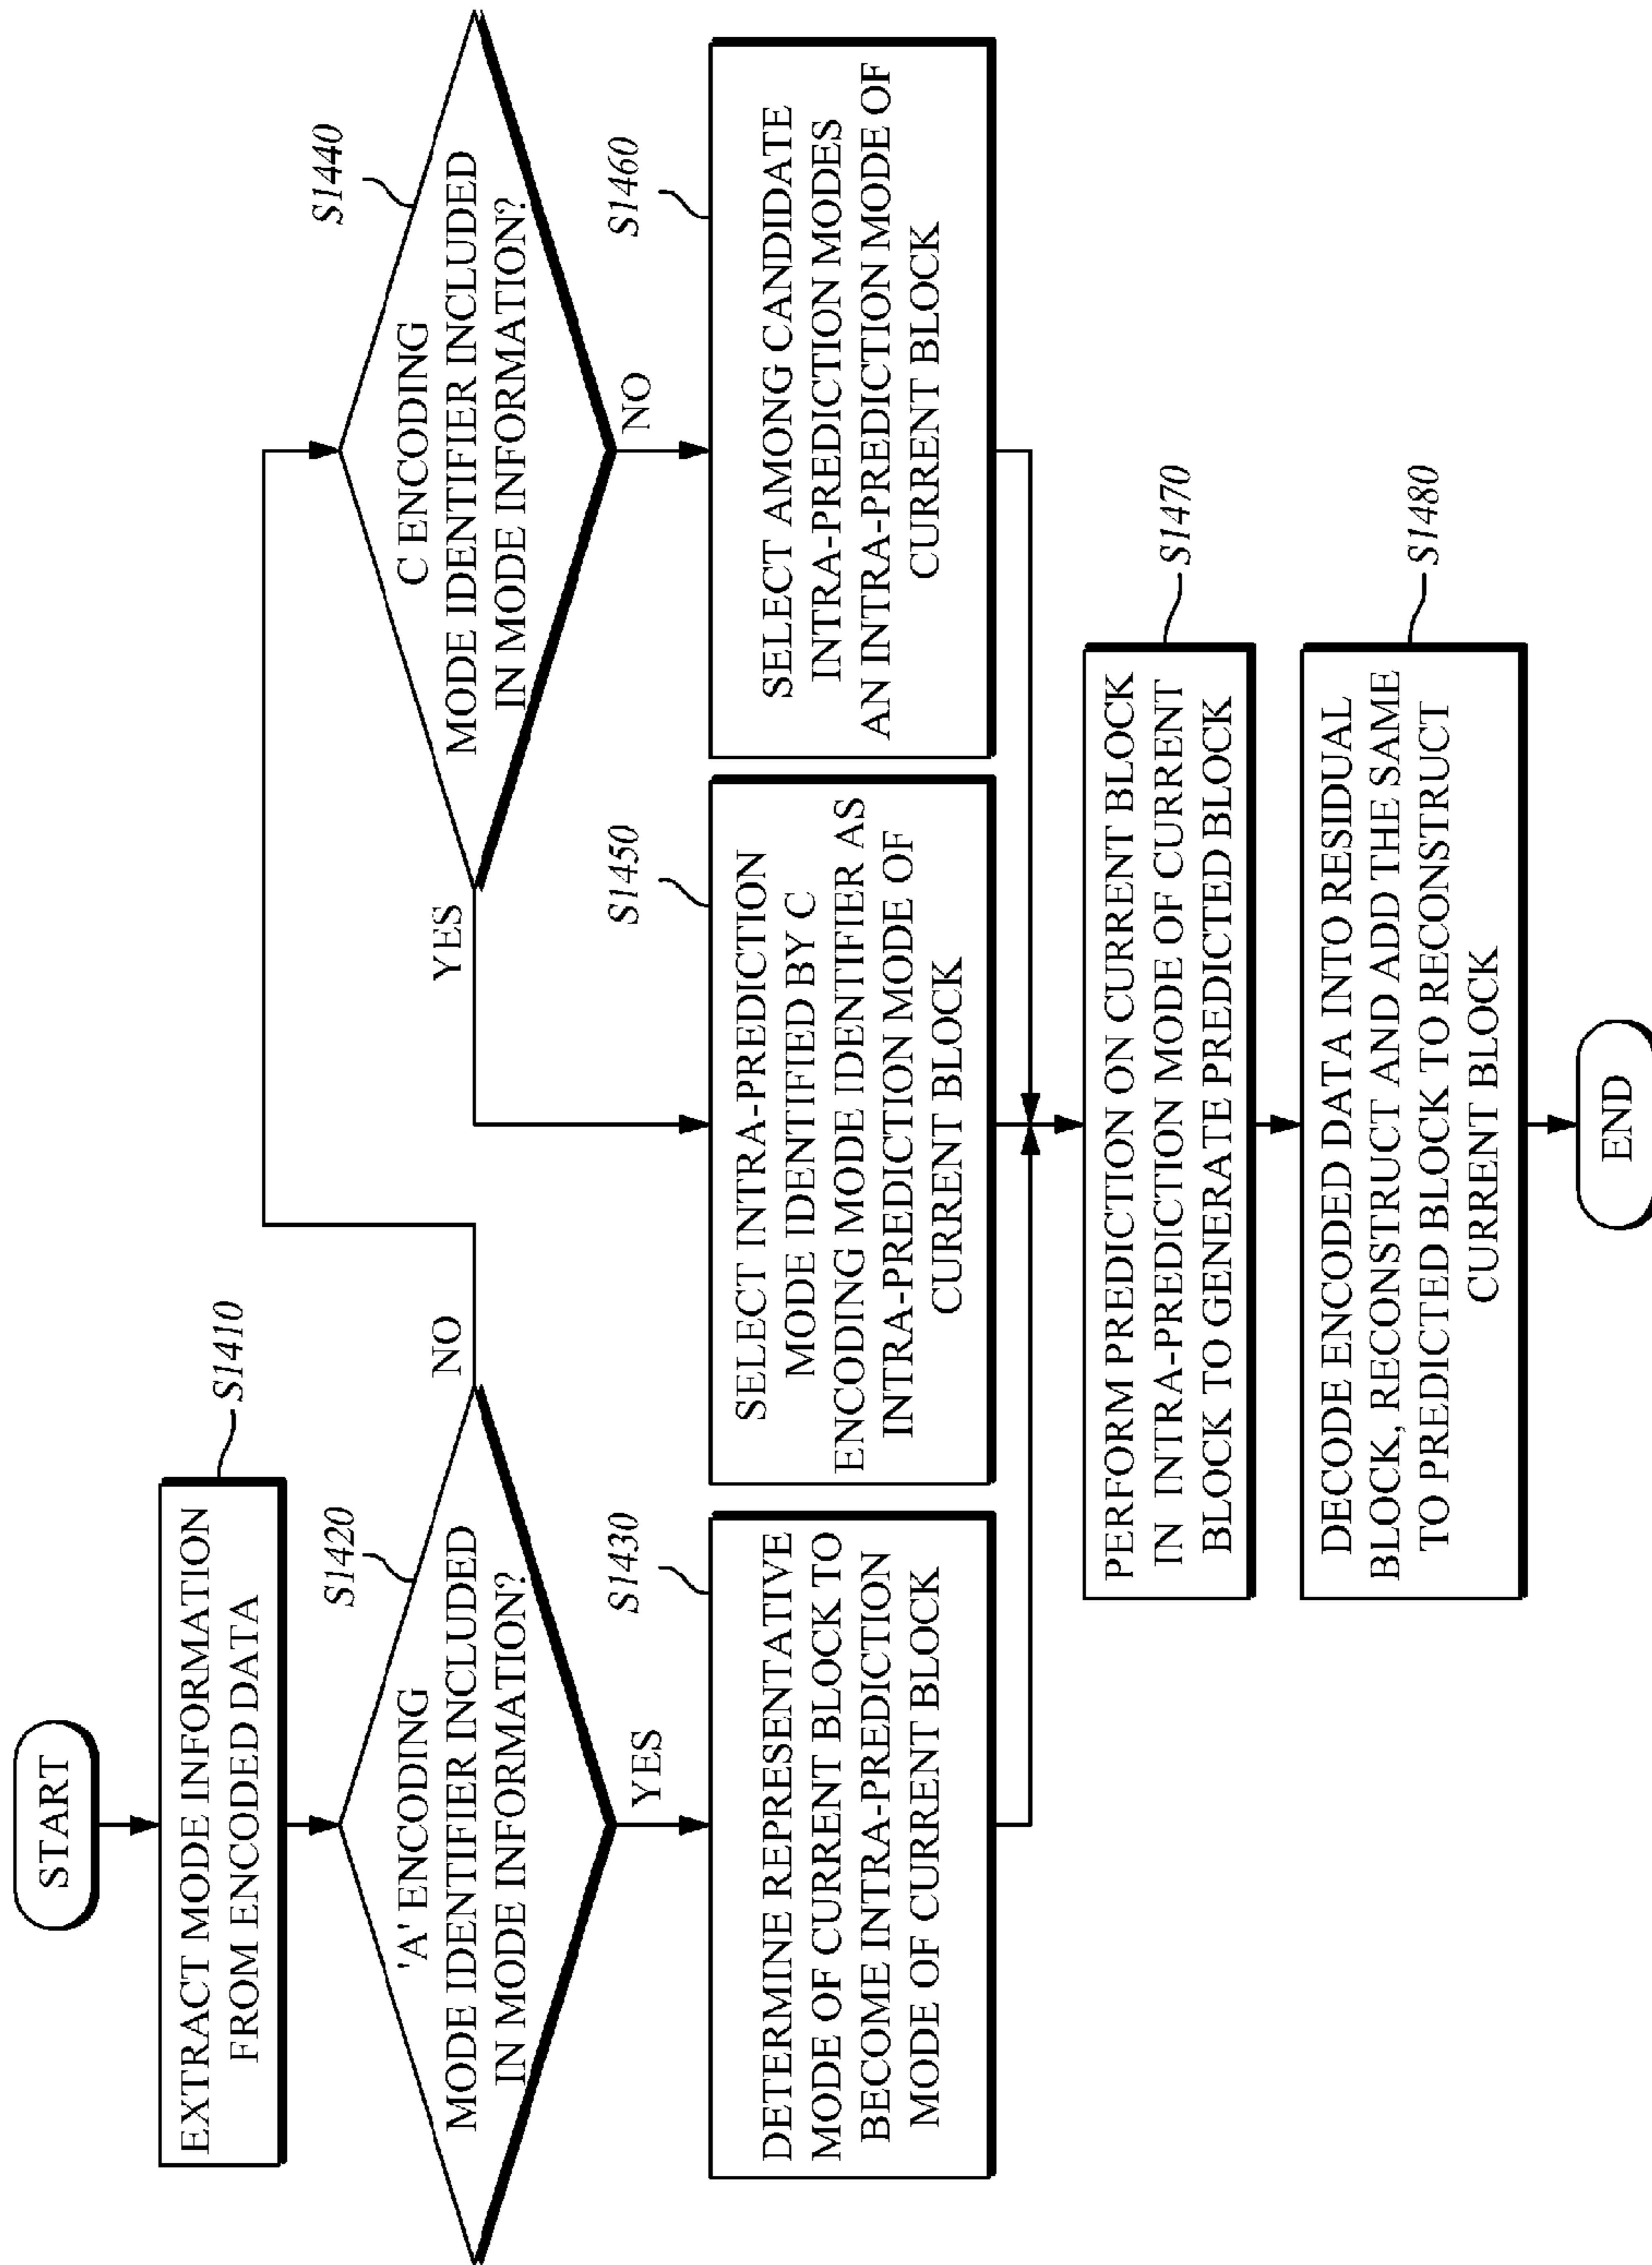 START
EXTRACT MODE INFORMATION
FROM ENCODED DATA
S1410
'A' ENCODING
MODE IDENTIFIER INCLUDED
IN MODE INFORMATION?
S1420
NO
YES
C ENCODING
MODE IDENTIFIER INCLUDED
IN MODE INFORMATION?
S1440
YES
NO
DETERMINE REPRESENTATIVE
MODE OF CURRENT BLOCK TO
BECOME INTRA-PREDICTION
MODE OF CURRENT BLOCK
S1430
SELECT INTRA-PREDICTION
MODE IDENTIFIED BY C
ENCODING MODE IDENTIFIER AS
INTRA-PREDICTION MODE OF
CURRENT BLOCK
S1450
SELECT AMONG CANDIDATE
INTRA-PREDICTION MODES
AN INTRA-PREDICTION MODE OF
CURRENT BLOCK
S1460
PERFORM PREDICTION ON CURRENT BLOCK
IN INTRA-PREDICTION MODE OF CURRENT
BLOCK TO GENERATE PREDICTED BLOCK
S1470
DECODE ENCODED DATA INTO RESIDUAL
BLOCK, RECONSTRUCT AND ADD THE SAME
TO PREDICTED BLOCK TO RECONSTRUCT
CURRENT BLOCK
S1480
END